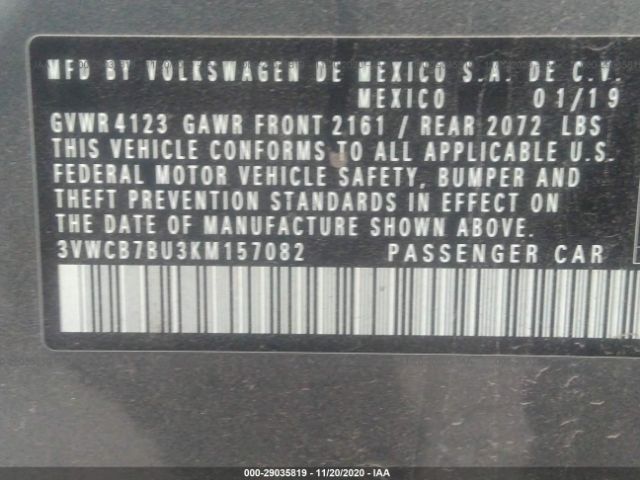 MFD BY VOLKSWAGEN DE MEXICO S.A. DE C.V.
MEXICO 01/19
GVWR 4123 GAWR FRONT 2161 / REAR 2072 LBS
THIS VEHICLE CONFORMS TO ALL APPLICABLE U.S.
FEDERAL MOTOR VEHICLE SAFETY, BUMPER AND
THEFT PREVENTION STANDARDS IN EFFECT ON
THE DATE OF MANUFACTURE SHOWN ABOVE.
3VWCB7BU3KM157082 PASSENGER CAR
000-29035819 - 11/20/2020 - IAA